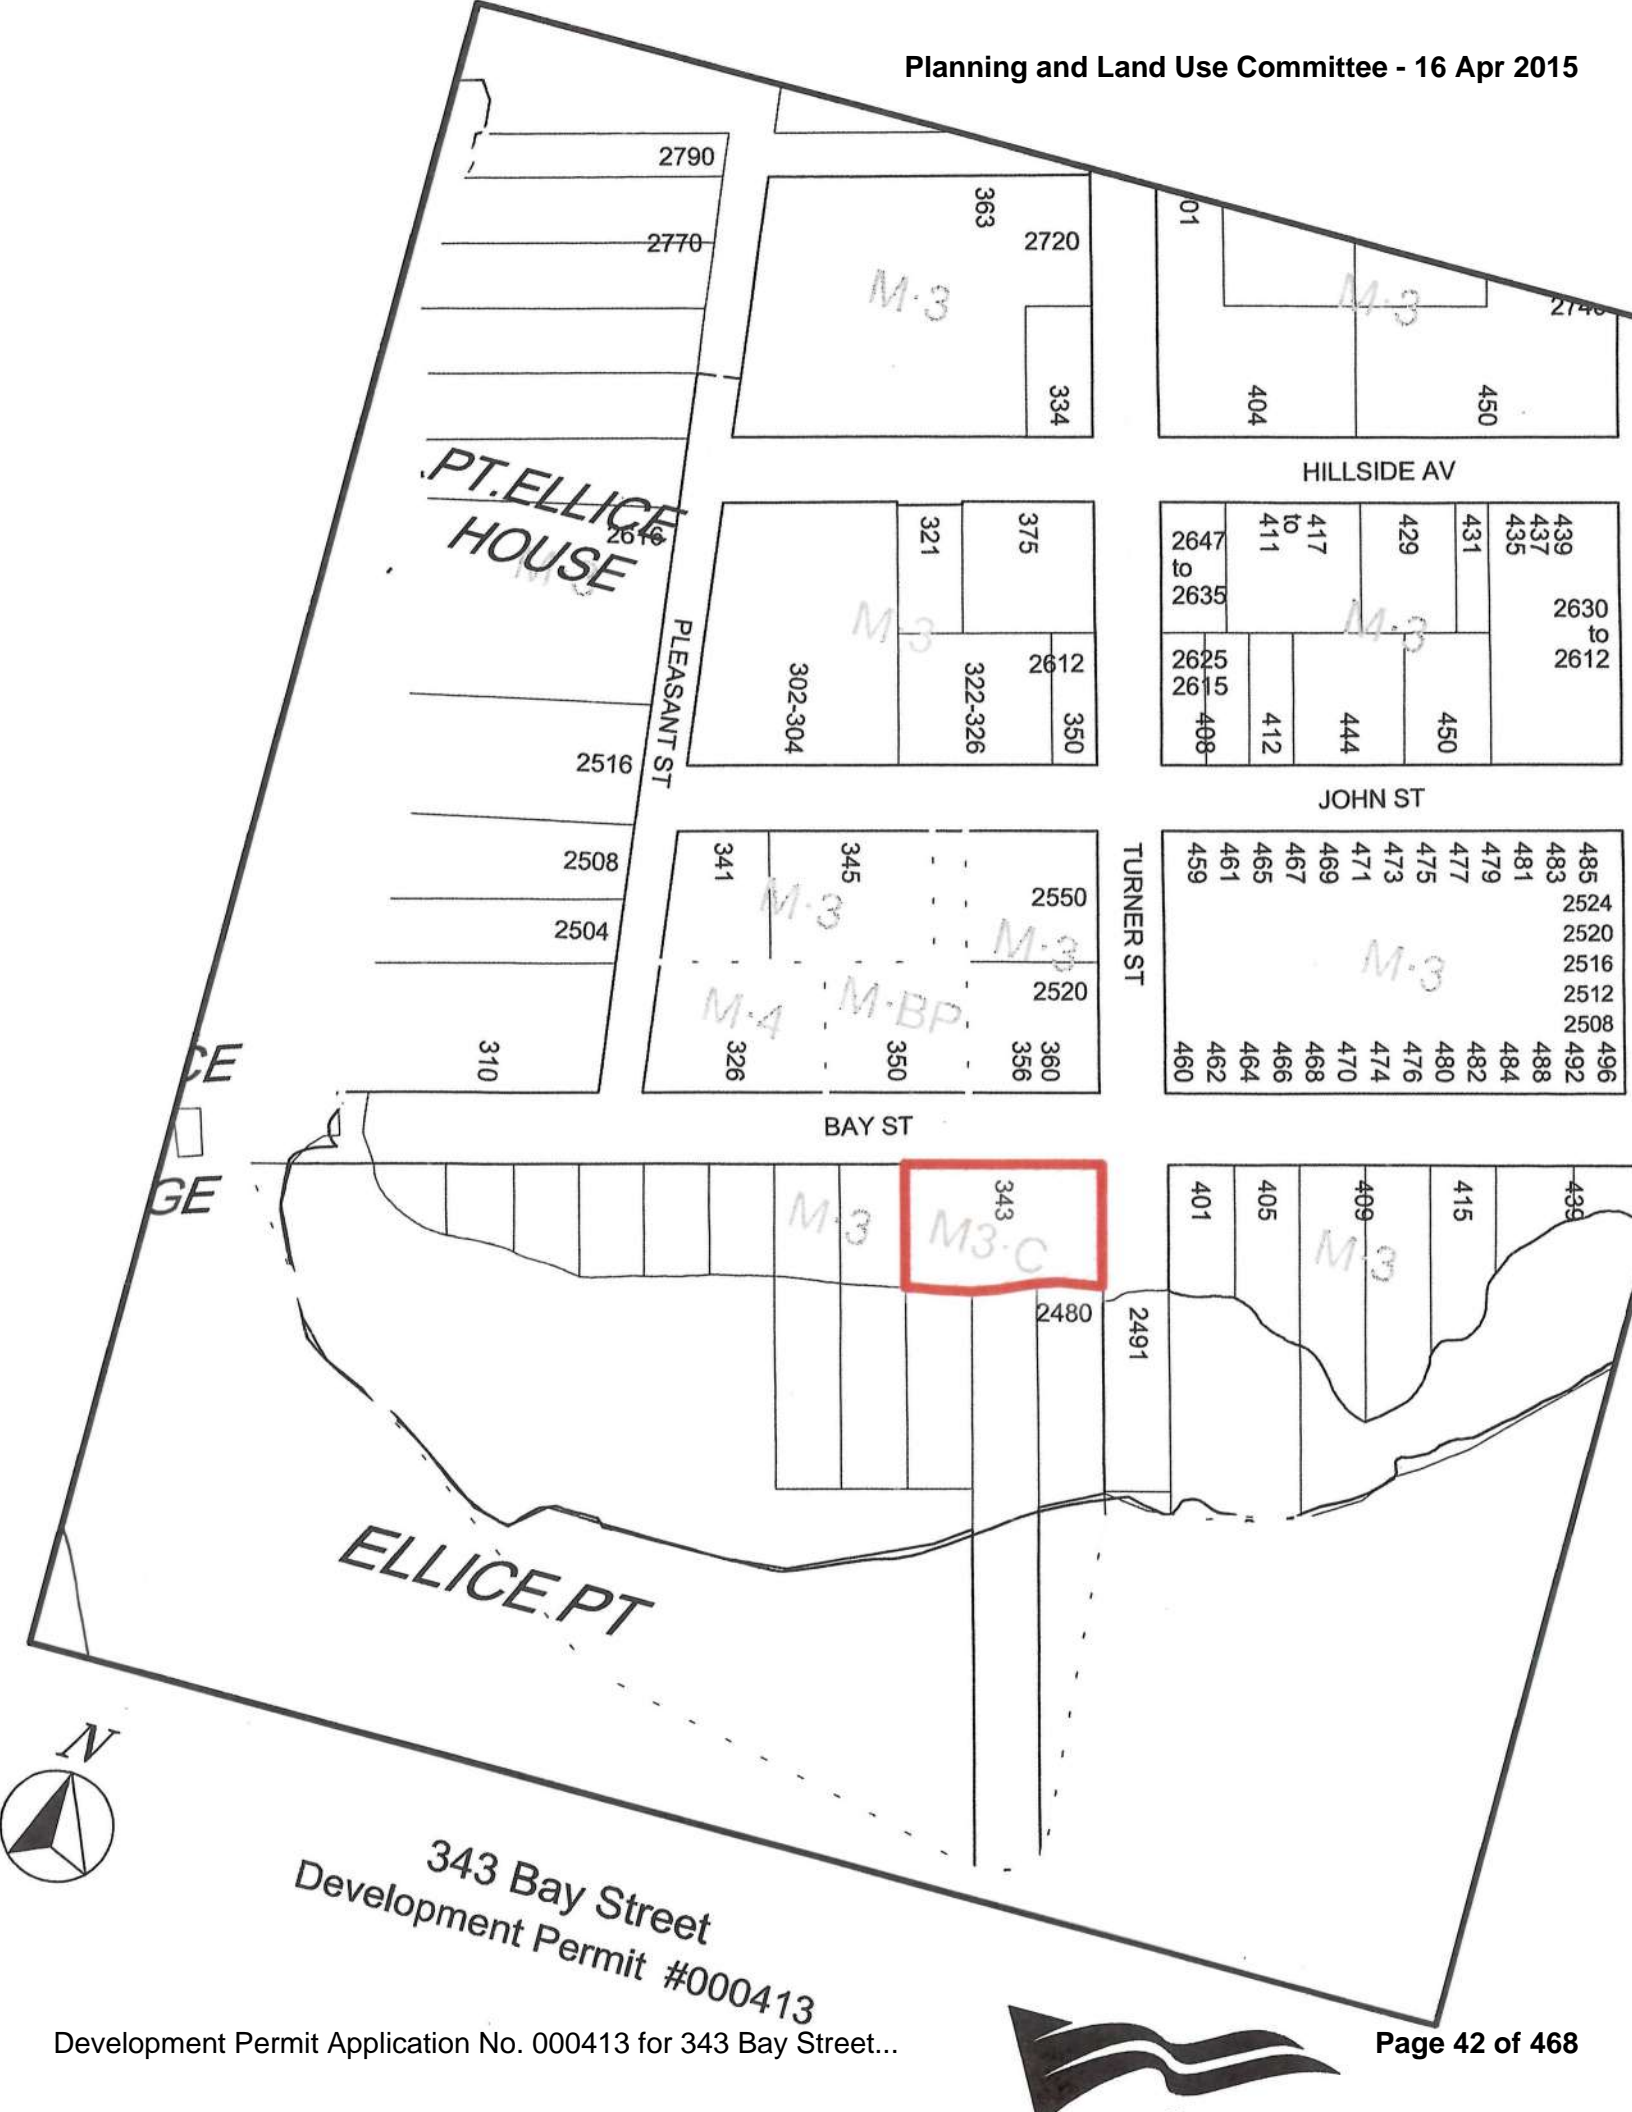 Planning and Land Use Committee - 16 Apr 2015
2790
363
2720
2770
M-3
01
M-3
2740
334
404
450
HILLSIDE AV
PT.ELLICE
HOUSE
2616
M-3
321
375
M-3
302-304
322-326
2612
350
2647
to
2635
411
to
417
429
431
435
437
439
M-3
2630
to
2612
2625
2615
408
412
444
450
PLEASANT ST
2516
JOHN ST
2508
2504
341
345
M-3
2550
M-3
M-4
M-BP
2520
326
350
356
360
310
TURNER ST
459
461
465
467
469
471
473
475
477
479
481
483
485
2524
2520
2516
2512
2508
M-3
460
462
464
466
468
470
474
476
480
482
484
488
492
496
CE
GE
BAY ST
M-3
343
M3-C
2480
2491
401
405
409
415
439
M-3
ELLICE PT
N
343 Bay Street
Development Permit #000413
Development Permit Application No. 000413 for 343 Bay Street...
Page 42 of 468